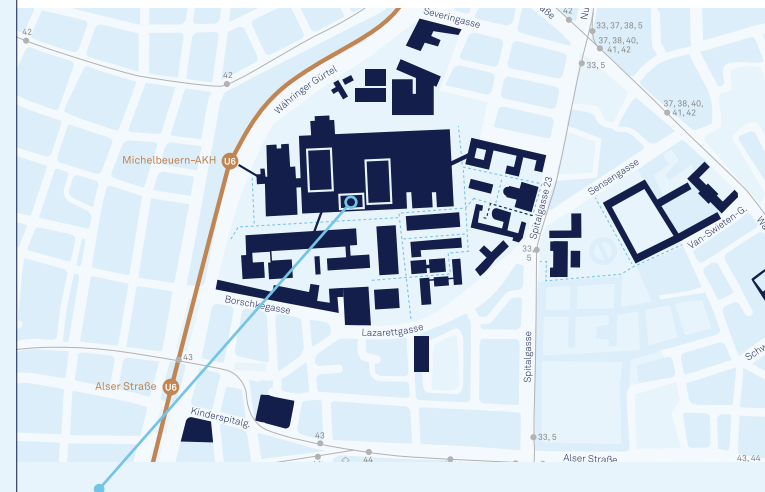 42
Severingasse
42
33, 37, 38, 5
37, 38, 40,
41, 42
33, 5
42
Währinger Gürtel
37, 38, 40,
41, 42
Michelbeuern-AKH
U6
Sensengasse
Spitalgasse 23
Van-Swieten-G.
33,
5
Borschkegasse
Lazarettgasse
Spitalgasse
43
Alser Straße
U6
Kinderspitalg.
43
33, 5
44
Alser Straße
43, 44